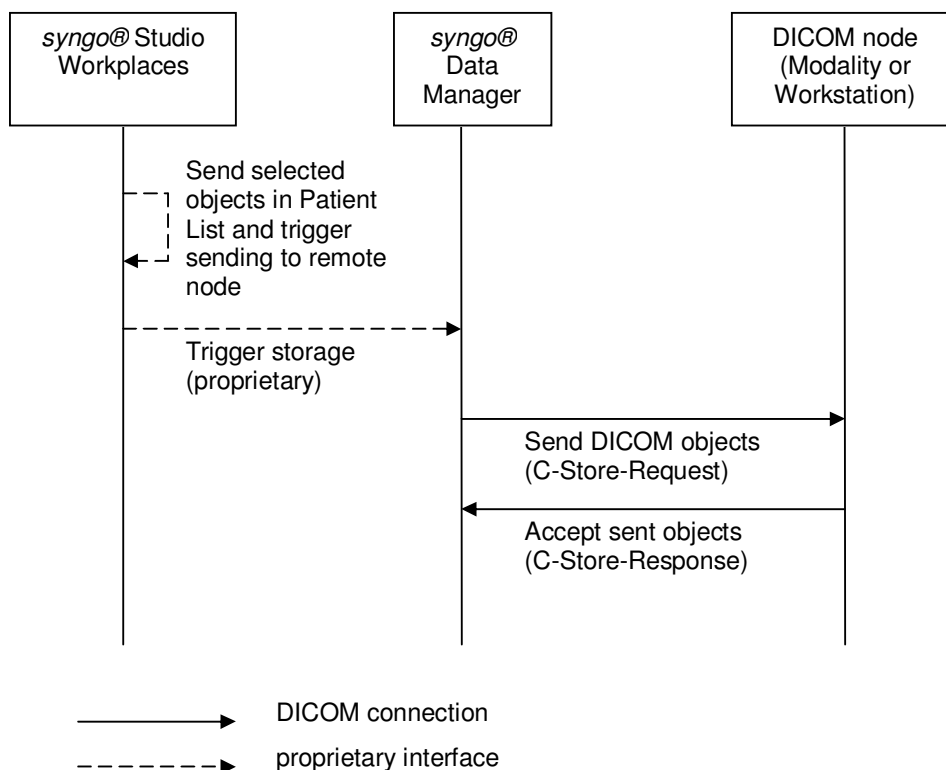 syngo® Studio
Workplaces
syngo®
Data
Manager
DICOM node
(Modality or
Workstation)
Send selected
objects in Patient
List and trigger
sending to remote
node
Trigger storage
(proprietary)
Send DICOM objects
(C-Store-Request)
Accept sent objects
(C-Store-Response)
DICOM connection
proprietary interface